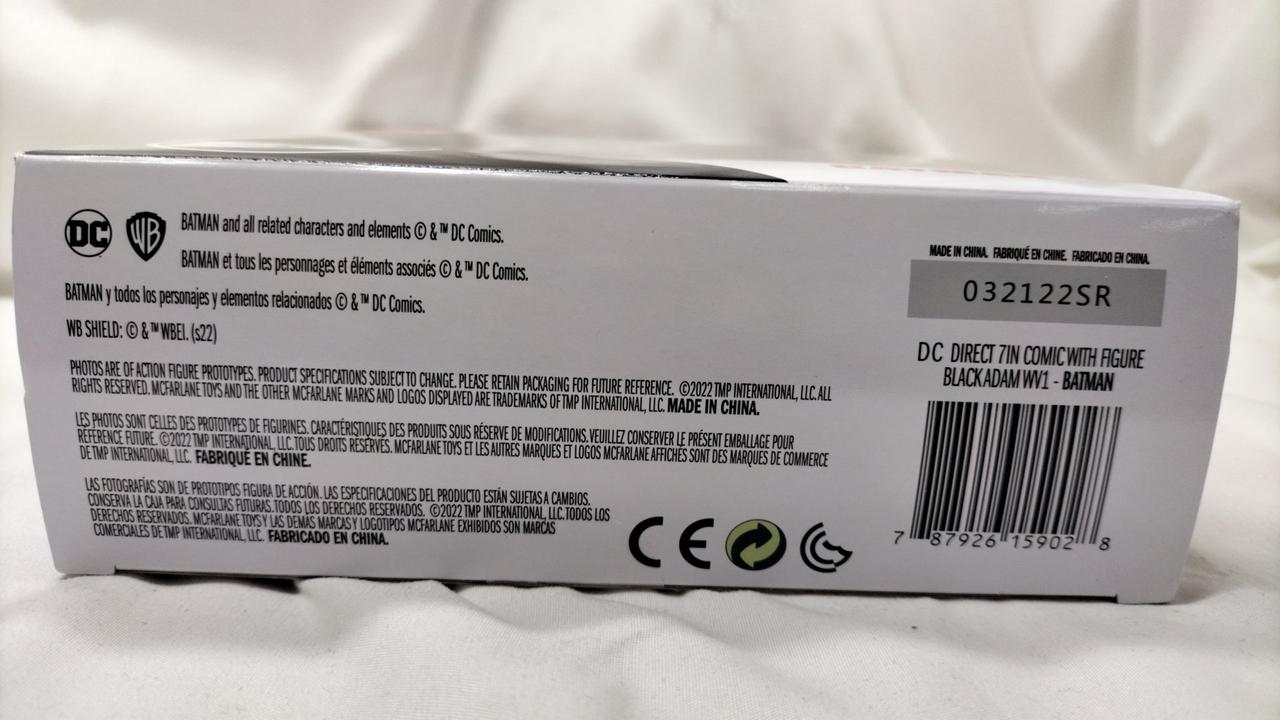 DC WB BATMAN and all related characters and elements © & ™ DC Comics.
BATMAN et tous les personnages et éléments associés © & ™ DC Comics.
BATMAN y todos los personajes y elementos relacionados © & ™ DC Comics.
WB SHIELD: © & ™ WBEI. (s22)
PHOTOS ARE OF ACTION FIGURE PROTOTYPES. PRODUCT SPECIFICATIONS SUBJECT TO CHANGE. PLEASE RETAIN PACKAGING FOR FUTURE REFERENCE. ©2022 TMP INTERNATIONAL, LLC. ALL
RIGHTS RESERVED. MCFARLANE TOYS AND THE OTHER MCFARLANE MARKS AND LOGOS DISPLAYED ARE TRADEMARKS OF TMP INTERNATIONAL, LLC. MADE IN CHINA.
LES PHOTOS SONT CELLES DES PROTOTYPES DE FIGURINES. CARACTÉRISTIQUES DES PRODUITS SOUS RÉSERVE DE MODIFICATIONS. VEUILLEZ CONSERVER LE PRÉSENT EMBALLAGE POUR
RÉFÉRENCE FUTURE. ©2022 TMP INTERNATIONAL, LLC. TOUS DROITS RESERVÉS. MCFARLANE TOYS ET LES AUTRES MARQUES ET LOGOS MCFARLANE AFFICHÉS SONT DES MARQUES DE COMMERCE
DE TMP INTERNATIONAL, LLC. FABRIQUÉ EN CHINE.
LAS FOTOGRAFÍAS SON DE PROTOTIPOS FIGURA DE ACCIÓN. LAS ESPECIFICACIONES DEL PRODUCTO ESTÁN SUJETAS A CAMBIOS.
CONSERVA LA CAJA PARA CONSULTAS FUTURAS. TODOS LOS DERECHOS RESERVADOS. ©2022 TMP INTERNATIONAL, LLC. TODOS LOS
DERECHOS RESERVADOS. MCFARLANE TOYS Y LAS DEMAS MARCAS Y LOGOTIPOS MCFARLANE EXHIBIDOS SON MARCAS
COMERCIALES DE TMP INTERNATIONAL, LLC. FABRICADO EN CHINA.
CE
MADE IN CHINA. FABRIQUÉ EN CHINE. FABRICADO EN CHINA.
032122SR
DC DIRECT 7IN COMIC WITH FIGURE
BLACK ADAM WV1 - BATMAN
7 87926 15902 8